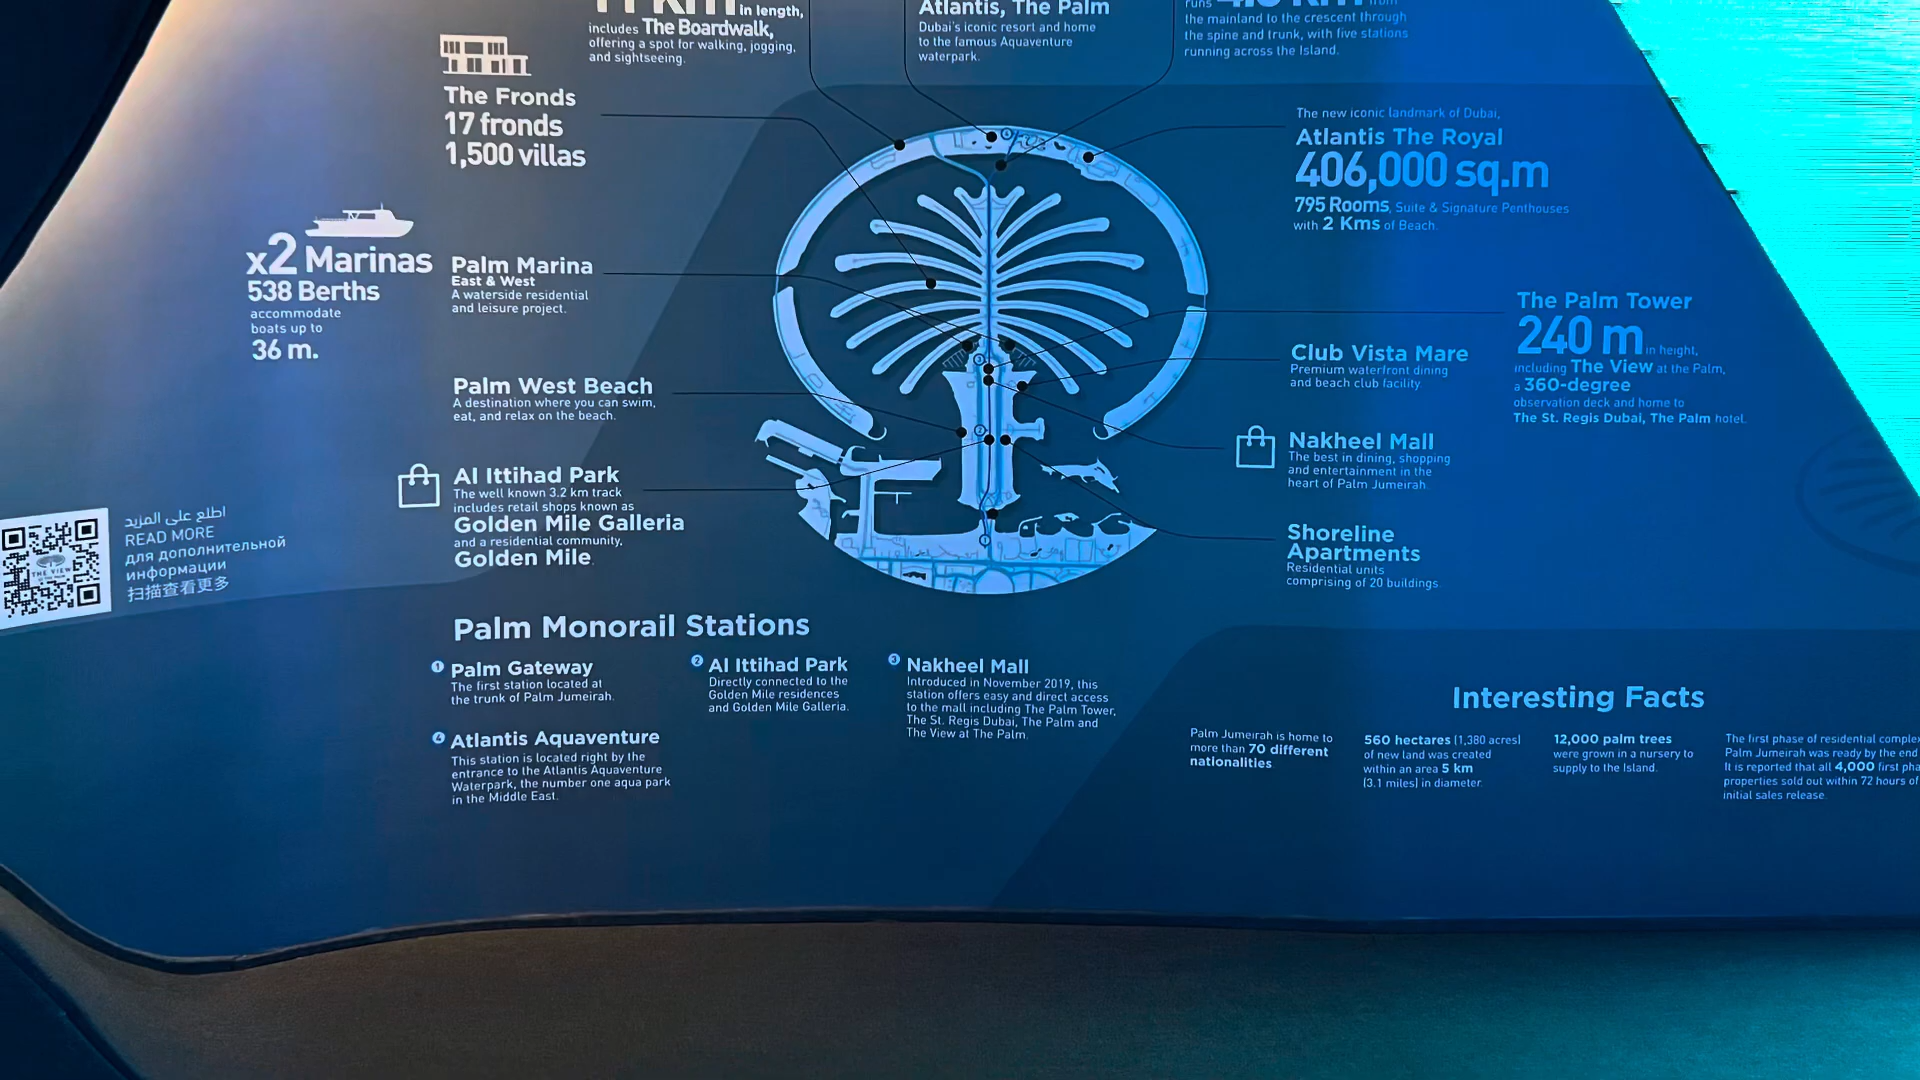 in length,
includes The Boardwalk,
offering a spot for walking, jogging,
and sightseeing.
Atlantis, The Palm
Dubai's iconic resort and home
to the famous Aquaventure
waterpark.
runs
the mainland to the crescent through
the spine and trunk, with five stations
running across the Island.
The Fronds
17 fronds
1,500 villas
The new iconic landmark of Dubai,
Atlantis The Royal
406,000 sq.m
795 Rooms, Suite & Signature Penthouses
with 2 Kms of Beach.
x2 Marinas
538 Berths
accommodate
boats up to
36 m.
Palm Marina
East & West
A waterside residential
and leisure project.
The Palm Tower
240 m in height,
including The View at the Palm,
a 360-degree
observation deck and home to
The St. Regis Dubai, The Palm hotel.
Club Vista Mare
Premium waterfront dining
and beach club facility.
Palm West Beach
A destination where you can swim,
eat, and relax on the beach.
Nakheel Mall
The best in dining, shopping
and entertainment in the
heart of Palm Jumeirah.
Al Ittihad Park
The well known 3.2 km track
includes retail shops known as
Golden Mile Galleria
and a residential community,
Golden Mile.
Shoreline
Apartments
Residential units
comprising of 20 buildings.
THE VIEW
اطلع على المزيد
READ MORE
для дополнительной
информации
扫描查看更多
Palm Monorail Stations
1 Palm Gateway
The first station located at
the trunk of Palm Jumeirah.
2 Al Ittihad Park
Directly connected to the
Golden Mile residences
and Golden Mile Galleria.
3 Nakheel Mall
Introduced in November 2019, this
station offers easy and direct access
to the mall including The Palm Tower,
The St. Regis Dubai, The Palm and
The View at The Palm.
4 Atlantis Aquaventure
This station is located right by the
entrance to the Atlantis Aquaventure
Waterpark, the number one aqua park
in the Middle East.
Interesting Facts
Palm Jumeirah is home to
more than 70 different
nationalities.
560 hectares (1,380 acres)
of new land was created
within an area 5 km
(3.1 miles) in diameter.
12,000 palm trees
were grown in a nursery to
supply to the Island.
The first phase of residential
Palm Jumeirah was ready by the end
It is reported that all 4,000 first
properties sold out within 72 hours of
initial sales release.